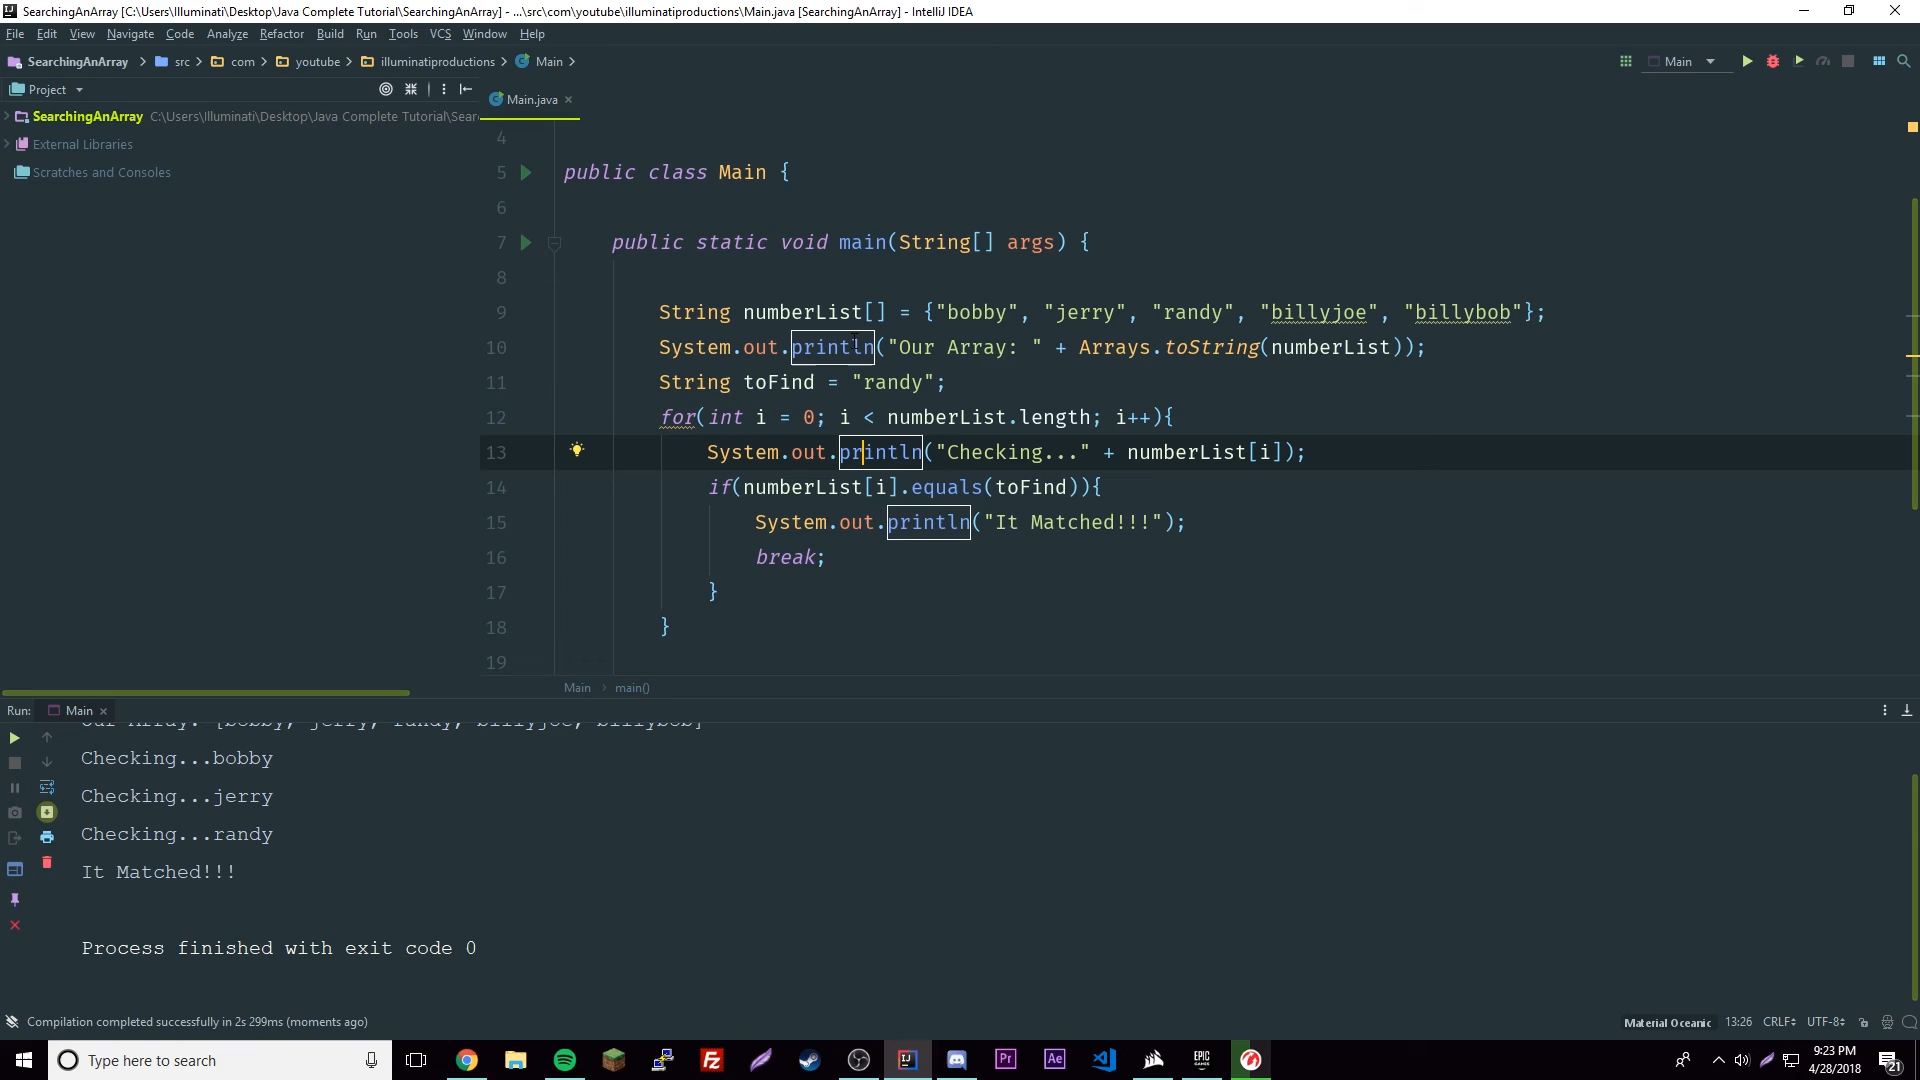 SearchingAnArray [C:\Users\Illuminati\Desktop\Java Complete Tutorial\SearchingAnArray] - ...\src\com\youtube\illuminatiproductions\Main.java [SearchingAnArray] - IntelliJ IDEA
File Edit View Navigate Code Analyze Refactor Build Run Tools VCS Window Help
SearchingAnArray src com youtube illuminatiproductions Main Main
Project Main.java
SearchingAnArray C:\Users\Illuminati\Desktop\Java Complete Tutorial\Sear
External Libraries
Scratches and Consoles
4
5 public class Main {
6
7 public static void main(String[] args) {
8
9 String numberList[] = {"bobby", "jerry", "randy", "billyjoe", "billybob"};
10 System.out.println("Our Array: " + Arrays.toString(numberList));
11 String toFind = "randy";
12 for(int i = 0; i < numberList.length; i++){
13 System.out.println("Checking..." + numberList[i]);
14 if(numberList[i].equals(toFind)){
15 System.out.println("It Matched!!!");
16 break;
17 }
18 }
19
Main > main()
Run: Main
Our Array: [bobby, jerry, randy, billyjoe, billybob]
Checking...bobby
Checking...jerry
Checking...randy
It Matched!!!
Process finished with exit code 0
Compilation completed successfully in 2s 299ms (moments ago) Material Oceanic 13:26 CRLF UTF-8
Type here to search
9:23 PM
4/28/2018
21